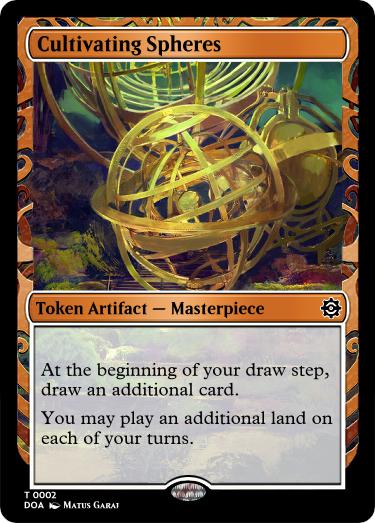 Cultivating Spheres
Token Artifact — Masterpiece
At the beginning of your draw step,
draw an additional card.
You may play an additional land on
each of your turns.
T 0002
DOA Matus Garaj